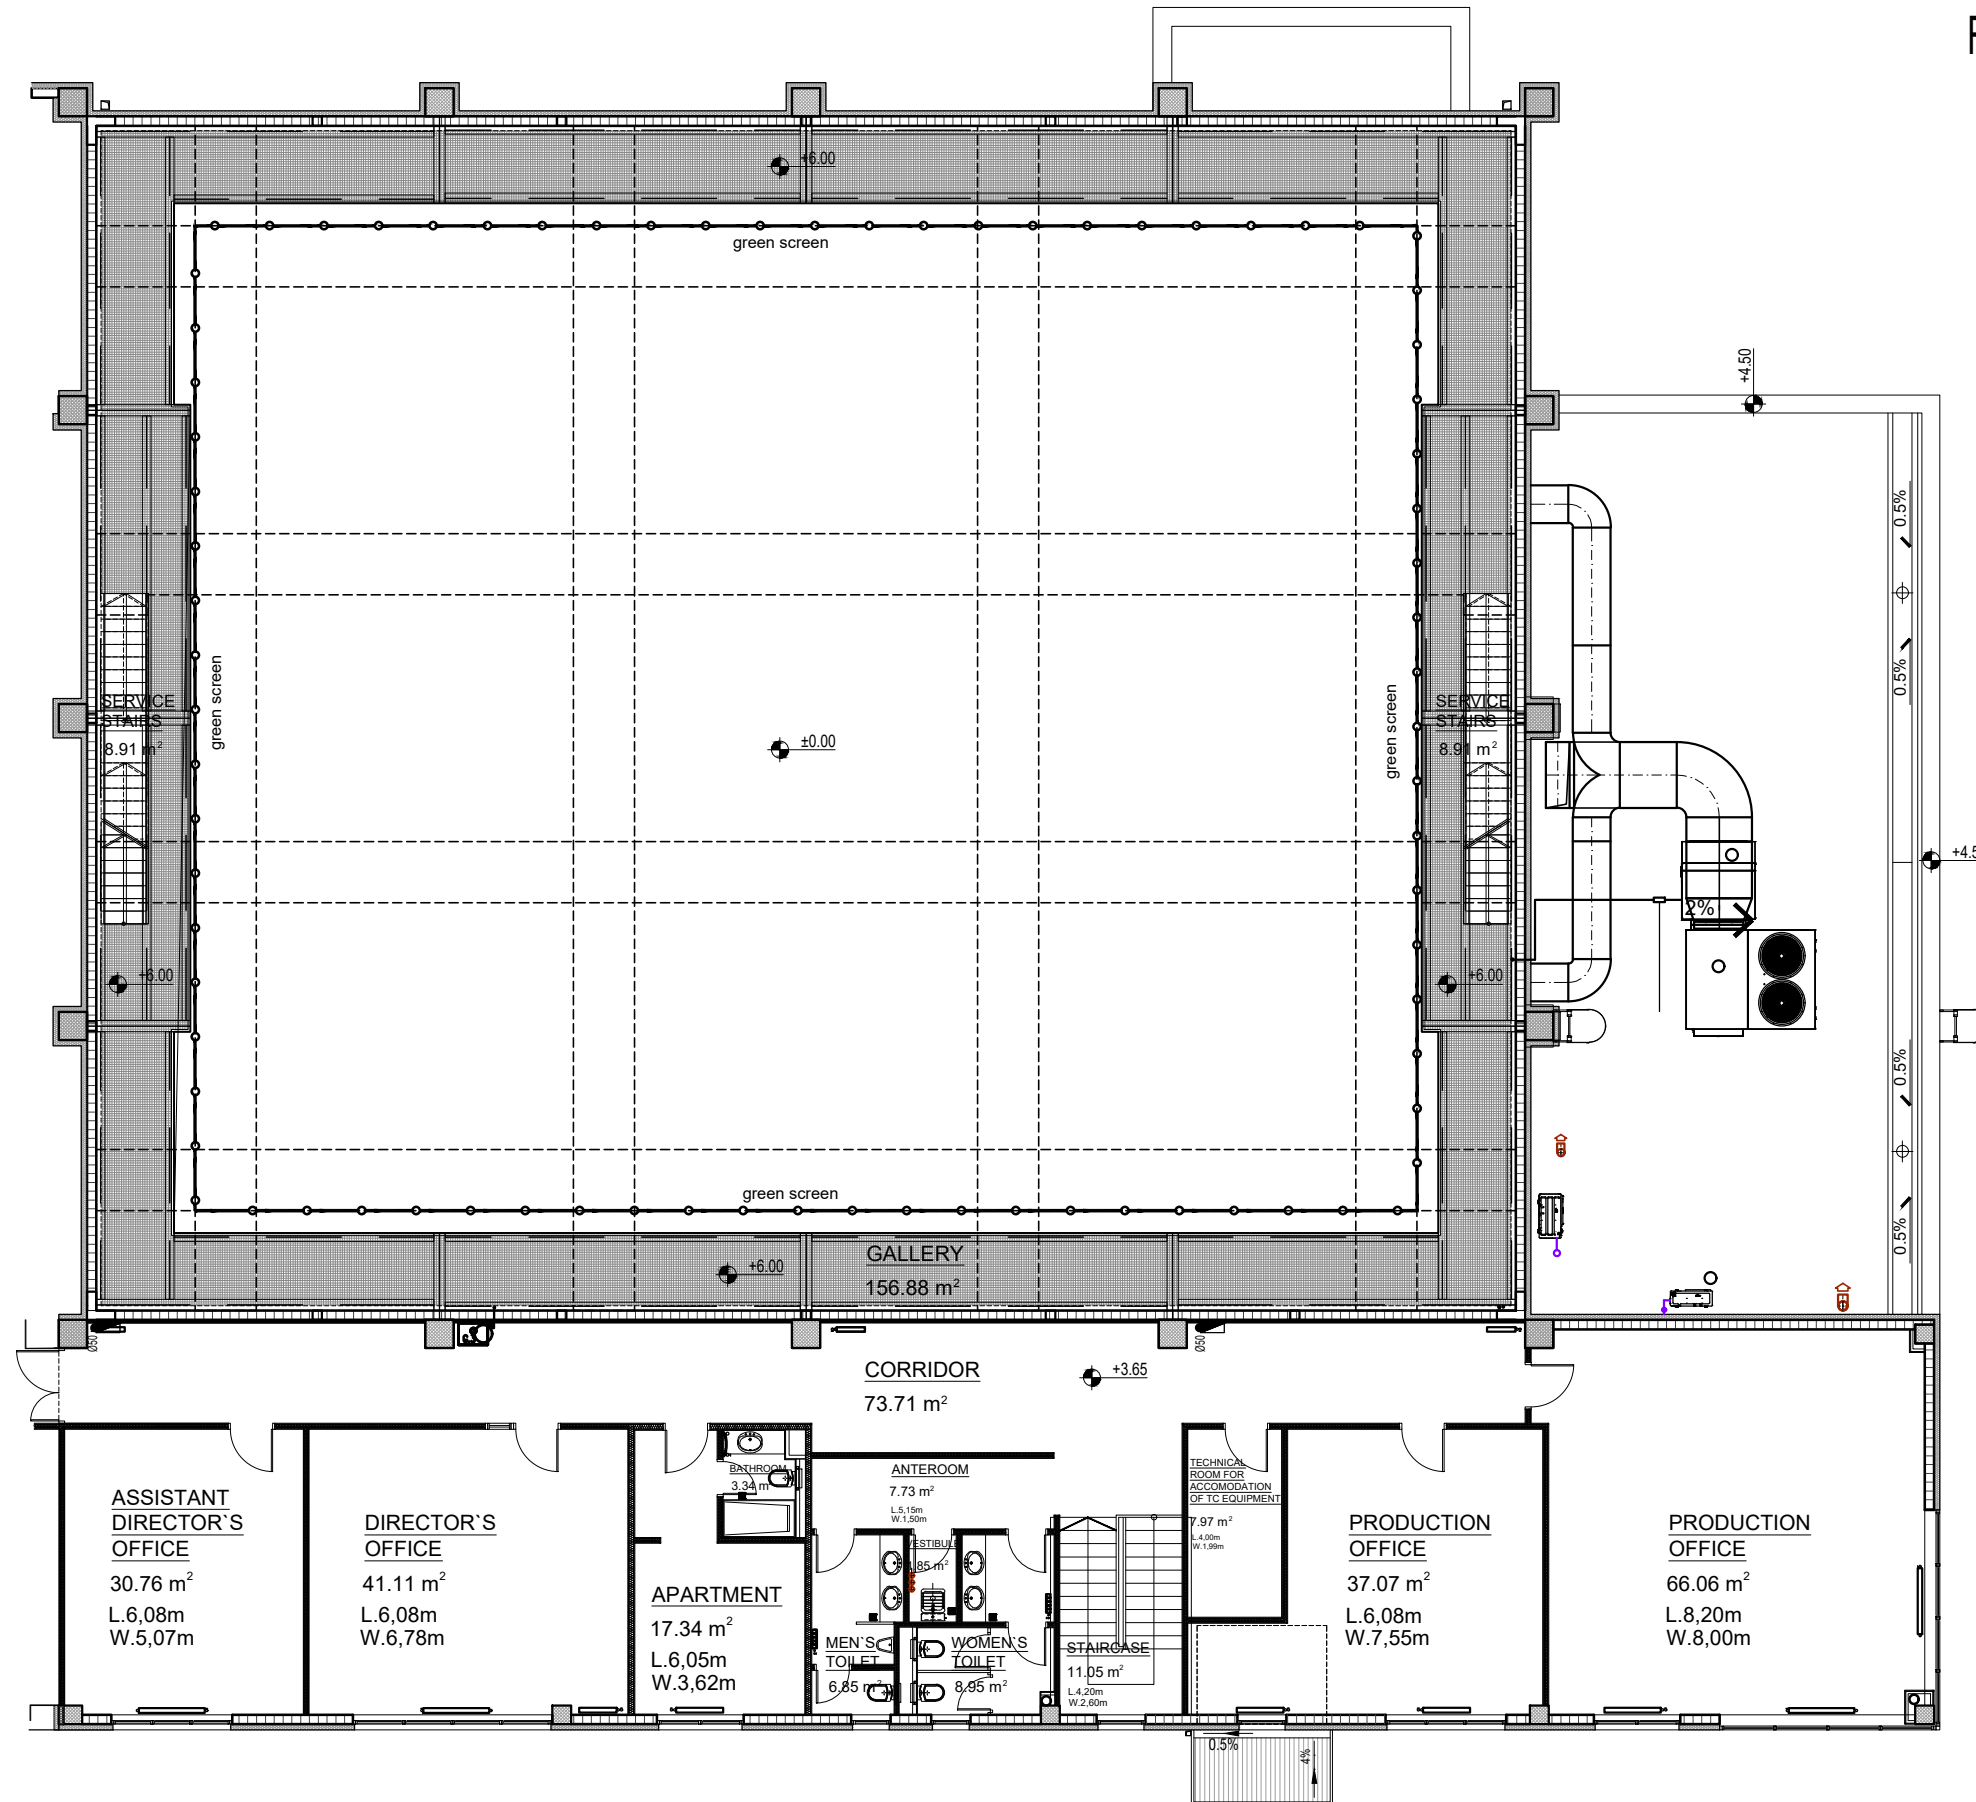 +6.00
green screen
+4.50
0.5%
0.5%
green screen
SERVICE
STAIRS
8.91 m²
±0.00
green screen
SERVICE
STAIRS
8.91 m²
2%
+6.00
+6.00
0.5%
0.5%
green screen
GALLERY
156.88 m²
+6.00
Ø50
Ø50
CORRIDOR
73.71 m²
+3.65
ASSISTANT
DIRECTOR`S
OFFICE
30.76 m²
L.6,08m
W.5,07m
DIRECTOR`S
OFFICE
41.11 m²
L.6,08m
W.6,78m
BATHROOM
3.34 m²
APARTMENT
17.34 m²
L.6,05m
W.3,62m
ANTEROOM
7.73 m²
L.5,15m
W.1,50m
VESTIBULE
MEN`S
TOILET
6.85 m²
WOMEN`S
TOILET
8.95 m²
STAIRCASE
11.05 m²
L.4,20m
W.2,60m
TECHNICAL
ROOM FOR
ACCOMODATION
OF TC EQUIPMENT
7.97 m²
L.4,00m
W.1,99m
PRODUCTION
OFFICE
37.07 m²
L.6,08m
W.7,55m
PRODUCTION
OFFICE
66.06 m²
L.8,20m
W.8,00m
0.5%
4%